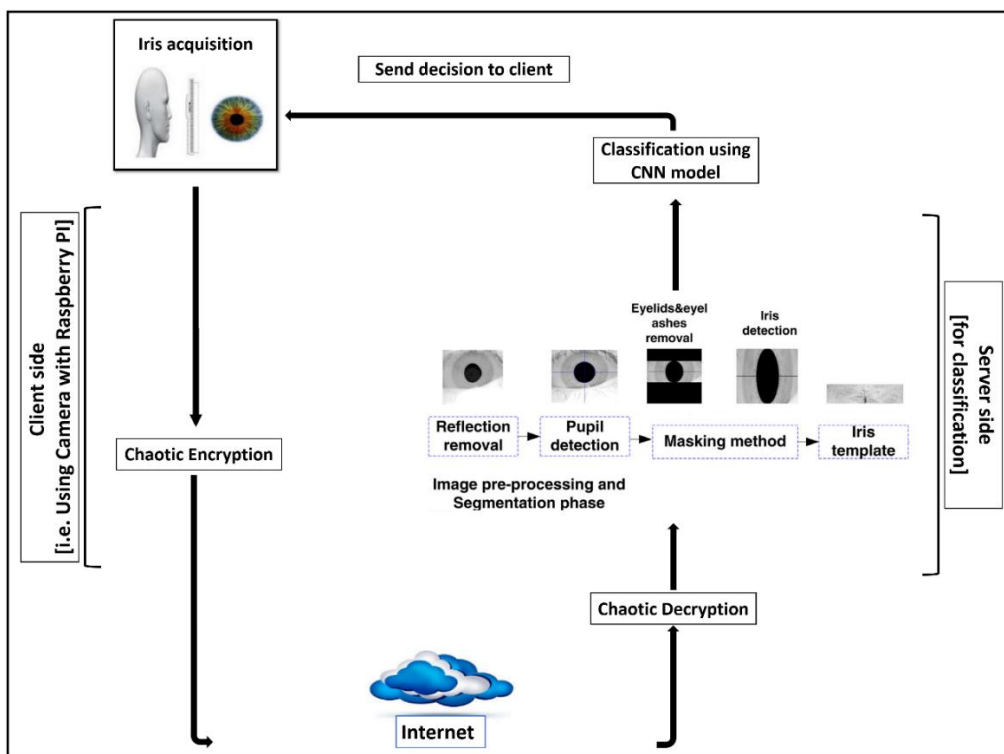 Iris acquisition
Send decision to client
Classification using
CNN model
Client side
[i.e. Using Camera with Raspberry PI]
Server side
[for classification]
Eyelids&eyel
ashes
removal
Iris
detection
Reflection
removal
Pupil
detection
Masking method
Iris
template
Image pre-processing and
Segmentation phase
Chaotic Encryption
Chaotic Decryption
Internet